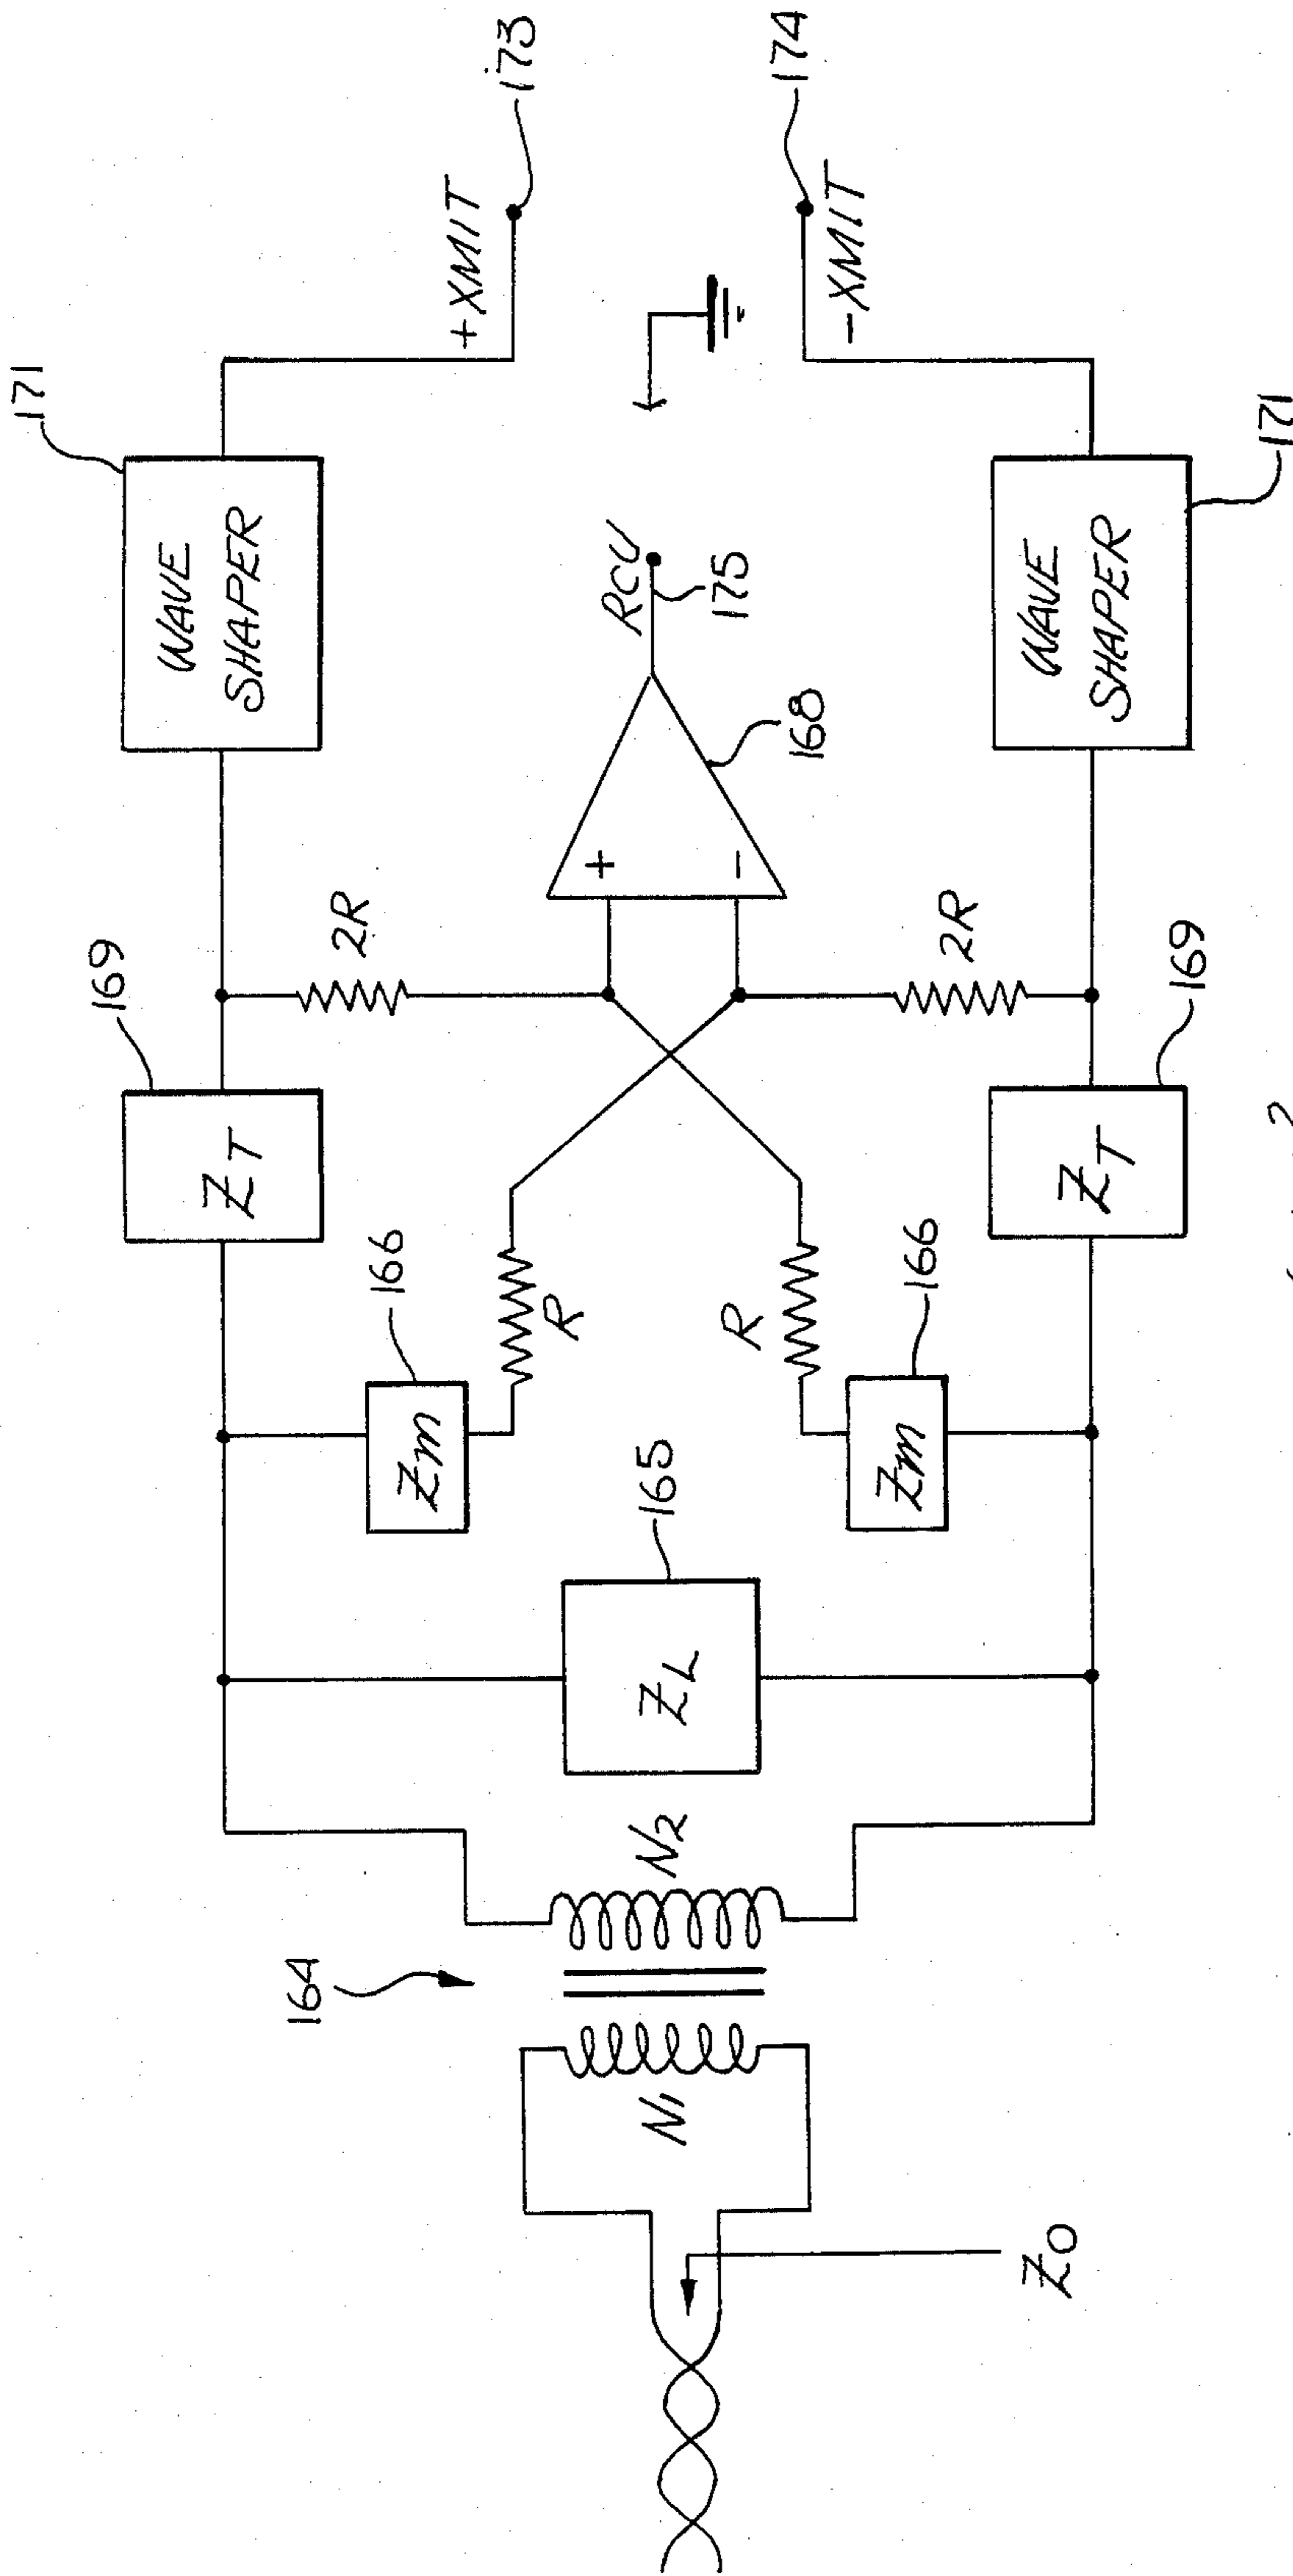 171
WAVE
SHAPER
+XMIT
173
169
ZT
2R
166
Zm
R
RCV
175
168
+
-
165
ZL
164
N1
N2
ZO
R
166
Zm
2R
169
ZT
WAVE
SHAPER
171
-XMIT
174